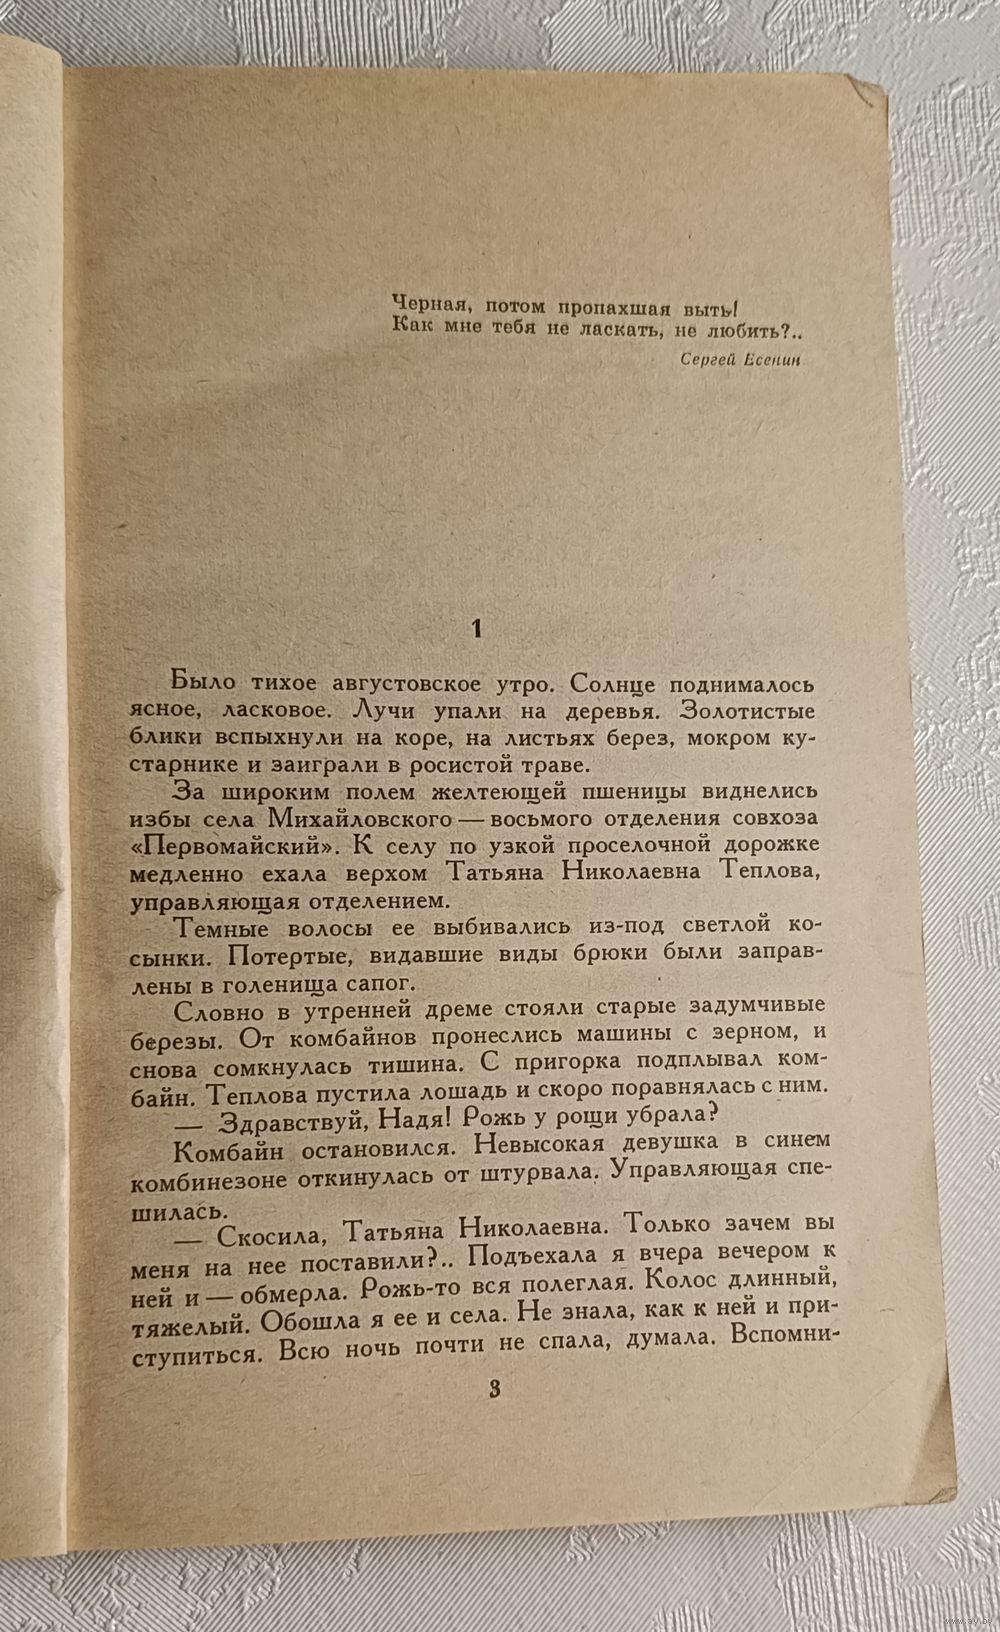 Черная, потом пропахшая выть!
Как мне тебя не ласкать, не любить?..
Сергей Есенин
1
Было тихое августовское утро. Солнце поднималось
ясное, ласковое. Лучи упали на деревья. Золотистые
блики вспыхнули на коре, на листьях берез, мокром ку-
старнике и заиграли в росистой траве.
За широким полем желтеющей пшеницы виднелись
избы села Михайловского — восьмого отделения совхоза
«Первомайский». К селу по узкой проселочной дорожке
медленно ехала верхом Татьяна Николаевна Теплова,
управляющая отделением.
Темные волосы ее выбивались из-под светлой ко-
сынки. Потертые, видавшие виды брюки были заправ-
лены в голенища сапог.
Словно в утренней дреме стояли старые задумчивые
березы. От комбайнов пронеслись машины с зерном, и
снова сомкнулась тишина. С пригорка подплывал ком-
байн. Теплова пустила лошадь и скоро поравнялась с ним.
— Здравствуй, Надя! Рожь у рощи убрала?
Комбайн остановился. Невысокая девушка в синем
комбинезоне откинулась от штурвала. Управляющая спе-
шилась.
— Скосила, Татьяна Николаевна. Только зачем вы
меня на нее поставили?.. Подъехала я вчера вечером к
ней и — обмерла. Рожь-то вся полеглая. Колос длинный,
тяжелый. Обошла я ее и села. Не знала, как к ней и при-
ступиться. Всю ночь почти не спала, думала. Вспомни-
3
www.ay.by